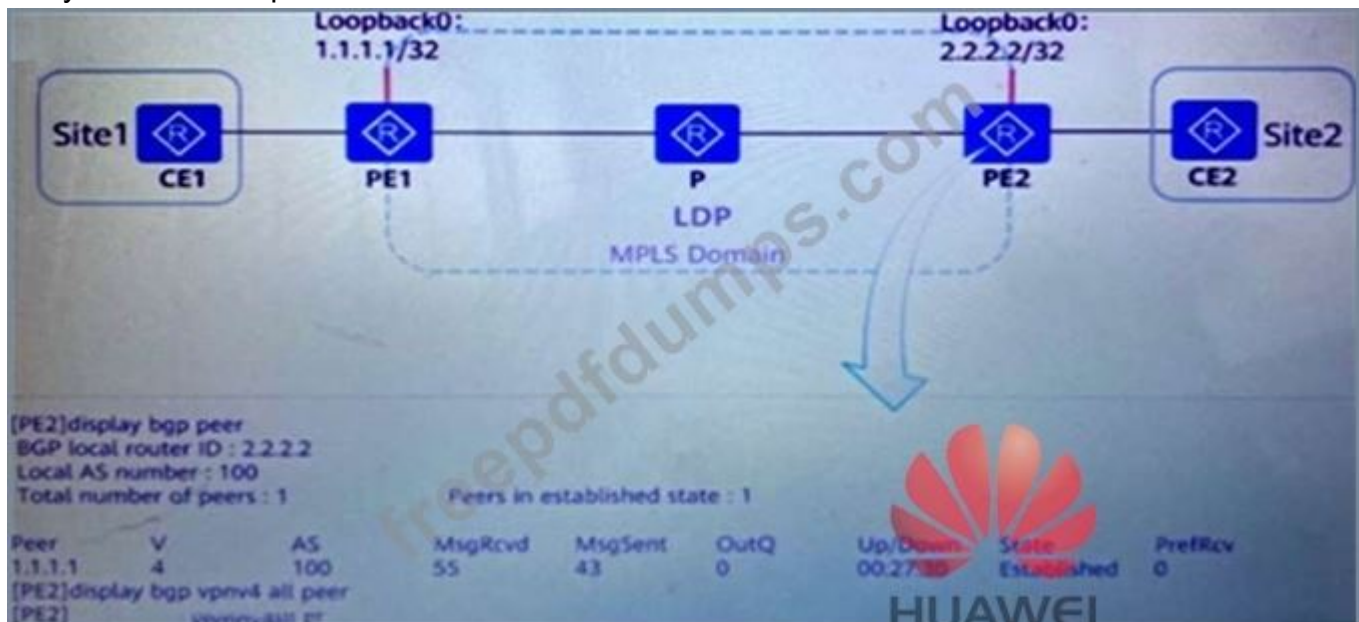 Loopback0: Loopback0:
1.1.1.1/32 2.2.2.2/32
Site1 Site2
CE1 PE1 P PE2 CE2
LDP
MPLS Domain
freepdfdumps.com
[PE2]display bgp peer
BGP local router ID : 2.2.2.2
Local AS number : 100
Total number of peers : 1 Peers in established state : 1
Peer V AS MsgRcvd MsgSent OutQ Up/Down State PrefRcv
1.1.1.1 4 100 55 43 0 00:27:30 Established 0
[PE2]display bgp vpnv4 all peer
[PE2]
HUAWEI